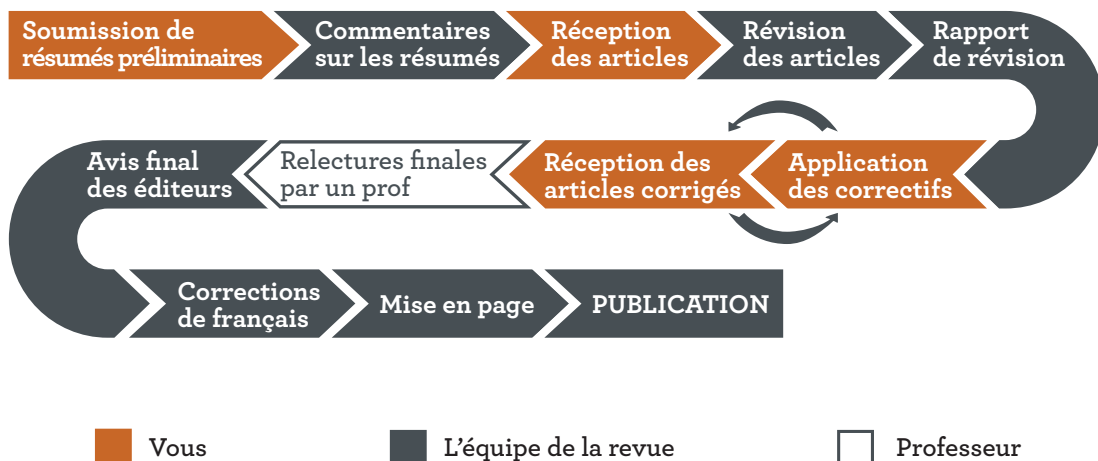 Soumission de
résumés préliminaires
Commentaires
sur les résumés
Réception
des articles
Révision
des articles
Rapport
de révision
Avis final
des éditeurs
Relectures finales
par un prof
Réception des
articles corrigés
Application
des correctifs
Corrections
de français
Mise en page
PUBLICATION
Vous
L'équipe de la revue
Professeur